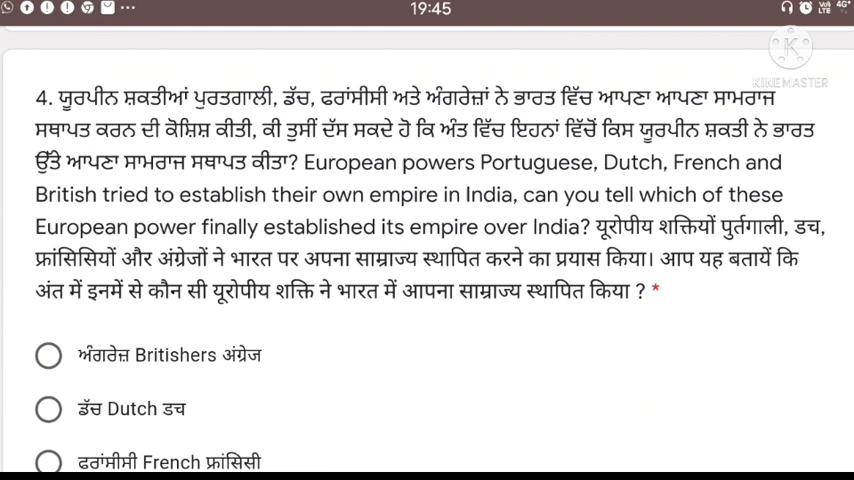 19:45
VoI) LTE
4G+
K
KINEMASTER
4. ਯੂਰਪੀਨ ਸ਼ਕਤੀਆਂ ਪੁਰਤਗਾਲੀ, ਡੱਚ, ਫਰਾਂਸੀਸੀ ਅਤੇ ਅੰਗਰੇਜ਼ਾਂ ਨੇ ਭਾਰਤ ਵਿੱਚ ਆਪਣਾ ਆਪਣਾ ਸਾਮਰਾਜ
ਸਥਾਪਤ ਕਰਨ ਦੀ ਕੋਸ਼ਿਸ਼ ਕੀਤੀ, ਕੀ ਤੁਸੀਂ ਦੱਸ ਸਕਦੇ ਹੋ ਕਿ ਅੰਤ ਵਿੱਚ ਇਹਨਾਂ ਵਿੱਚੋਂ ਕਿਸ ਯੂਰਪੀਨ ਸ਼ਕਤੀ ਨੇ ਭਾਰਤ
ਉੱਤੇ ਆਪਣਾ ਸਾਮਰਾਜ ਸਥਾਪਤ ਕੀਤਾ? European powers Portuguese, Dutch, French and
British tried to establish their own empire in India, can you tell which of these
European power finally established its empire over India? यूरोपीय शक्तियों पुर्तगाली, डच,
फ्रांसिसियों और अंग्रेजों ने भारत पर अपना साम्राज्य स्थापित करने का प्रयास किया। आप यह बतायें कि
अंत में इनमें से कौन सी यूरोपीय शक्ति ने भारत में आपना साम्राज्य स्थापित किया ? *
ਅੰਗਰੇਜ਼ Britishers अंग्रेज
ਡੱਚ Dutch डच
ਫਰਾਂਸੀਸੀ French फ्रांसिसी